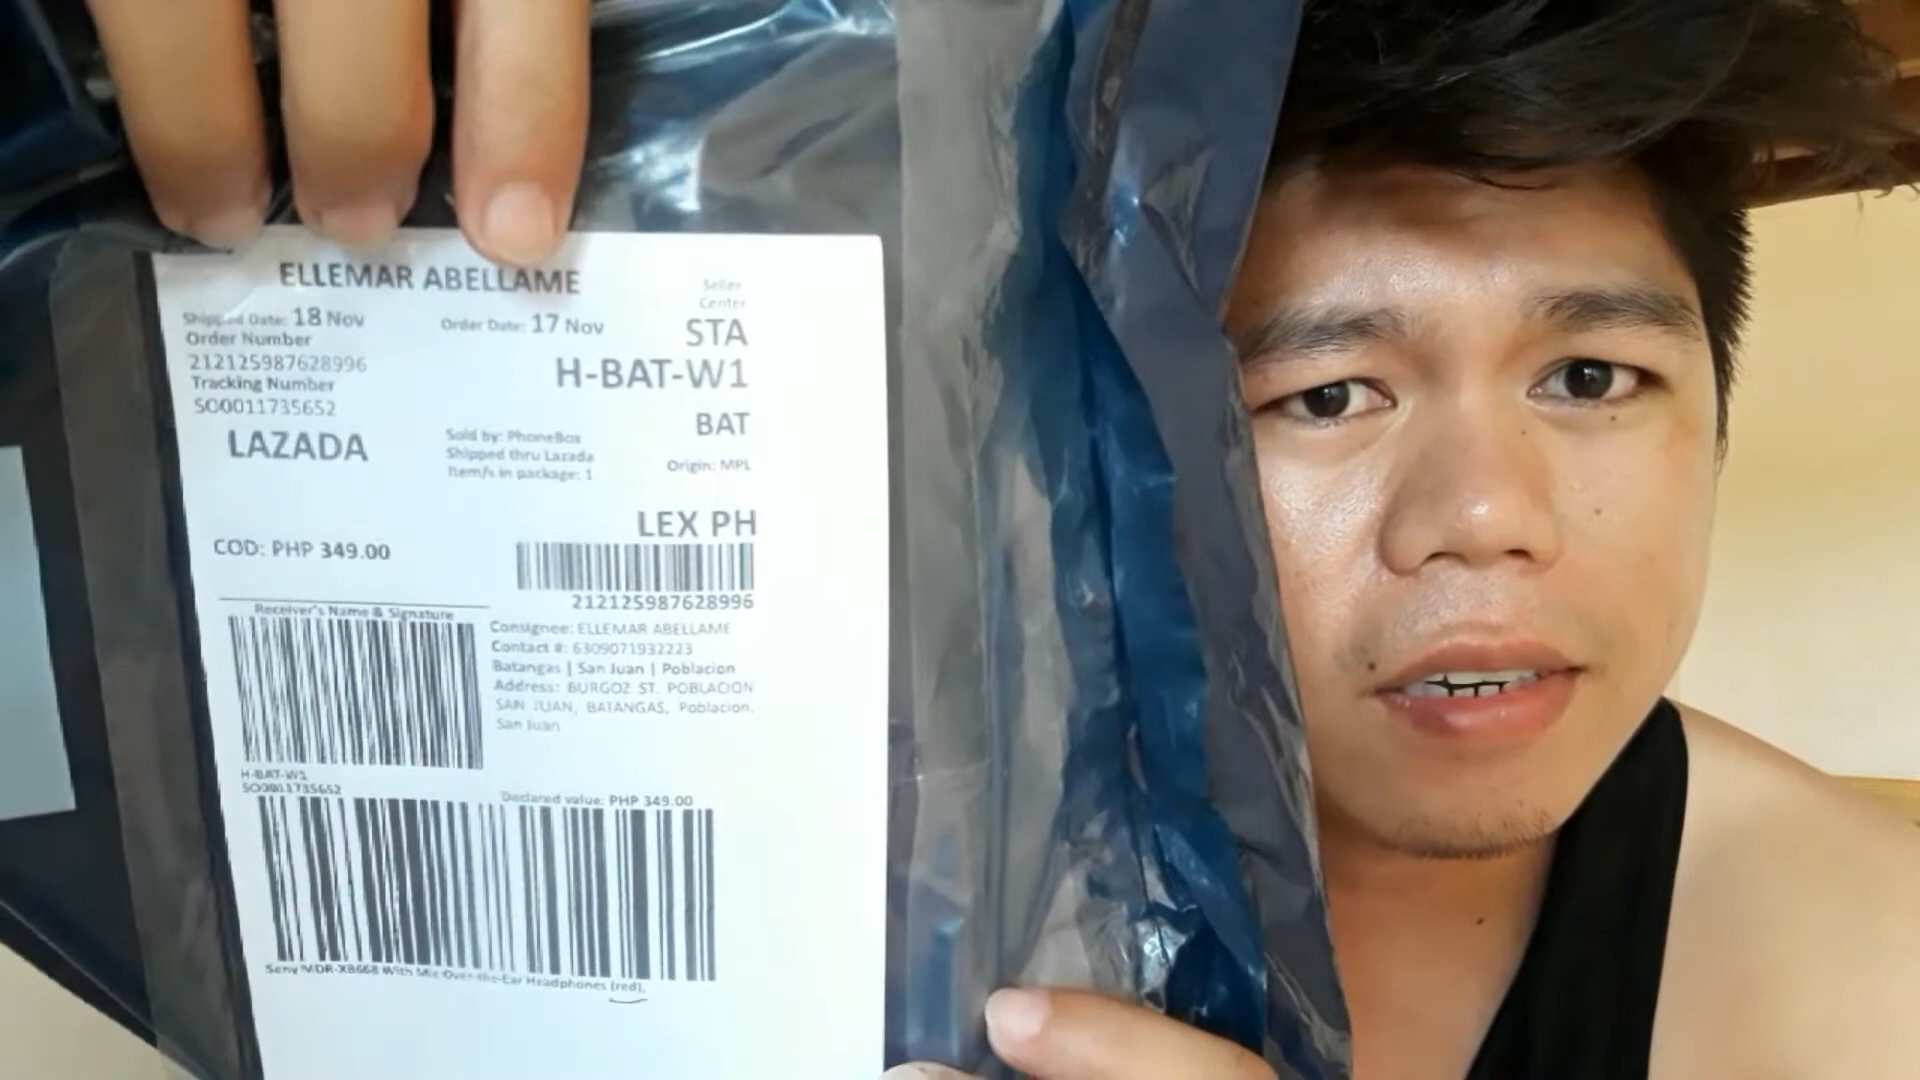 ELLEMAR ABELLAME
Seller
Center
Shipped Date: 18 Nov
Order Date: 17 Nov
STA
Order Number
212125987628996
H-BAT-W1
Tracking Number
SO0011735652
BAT
LAZADA
Sold by: PhoneBox
Shipped thru Lazada
Item/s in package: 1
Origin: MPL
LEX PH
COD: PHP 349.00
212125987628996
Receiver's Name & Signature
Consignee: ELLEMAR ABELLAME
Contact #: 6309071932223
Batangas | San Juan | Poblacion
Address: BURGOZ ST. POBLACION
SAN JUAN, BATANGAS, Poblacion,
San Juan
H-BAT-W1
SO0011735652
Declared value: PHP 349.00
Sony MDR-XB668 With Mic Over-the-Ear Headphones (red),